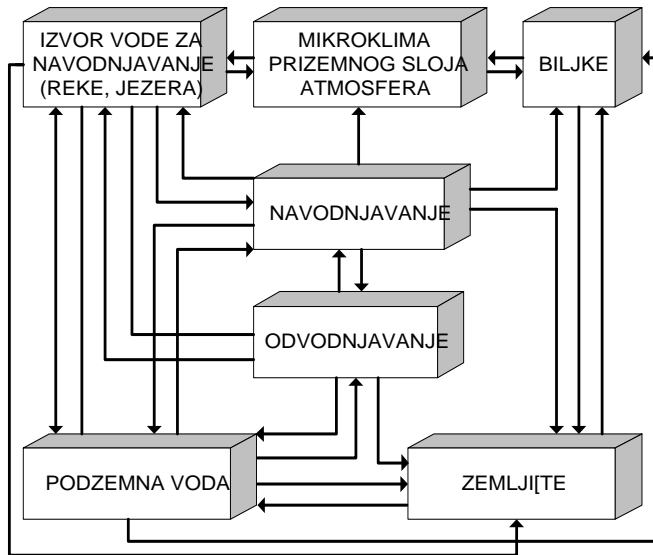 IZVOR VODE ZA
NAVODNJAVANJE
(REKE, JEZERA)
MIKROKLIMA
PRIZEMNOG SLOJA
ATMOSFERA
BILJKE
NAVODNJAVANJE
ODVODNJAVANJE
PODZEMNA VODA
ZEMLJI[TE